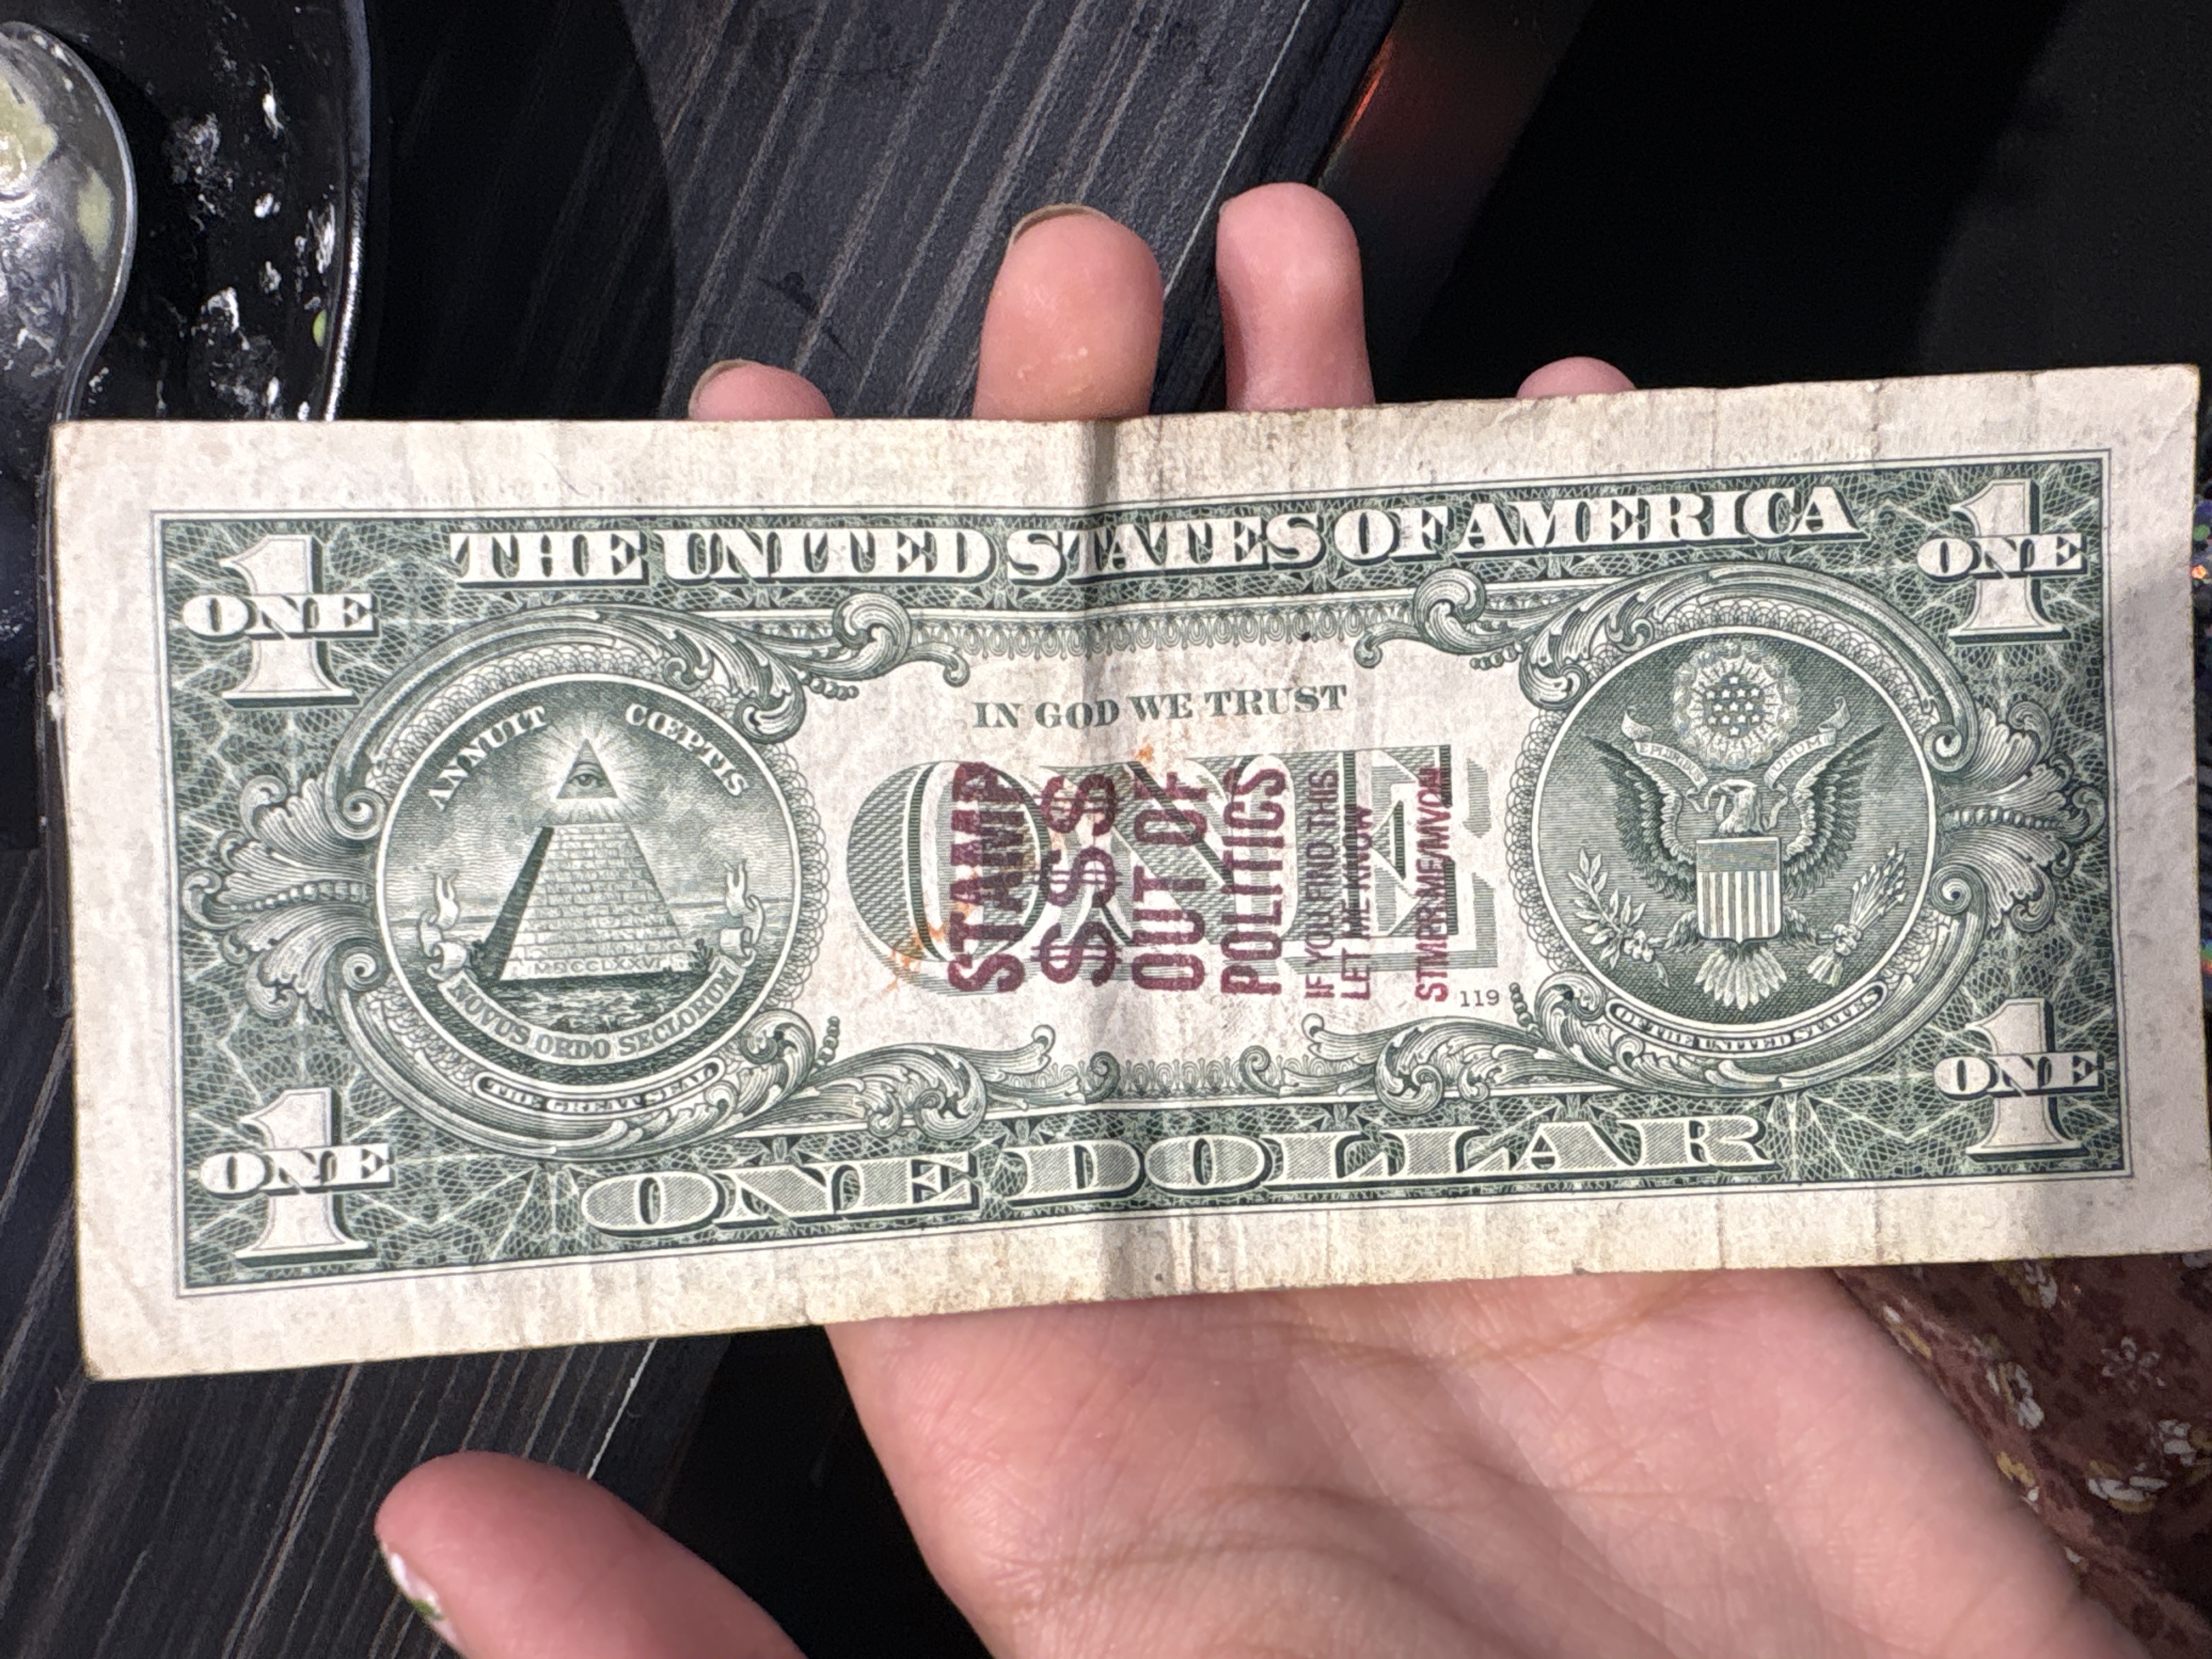 THE UNITED STATES OF AMERICA
1
ONE
1
ONE
ANNUIT CŒPTIS
MDCCLXXVI
NOVUS ORDO SECLORUM
THE GREAT SEAL
IN GOD WE TRUST
ONE
STAMP
$$$
OUT OF
POLITICS
IF YOU FIND THIS
LET ME KNOW
119
E PLURIBUS UNUM
OF THE UNITED STATES
1
ONE
1
ONE
ONE DOLLAR